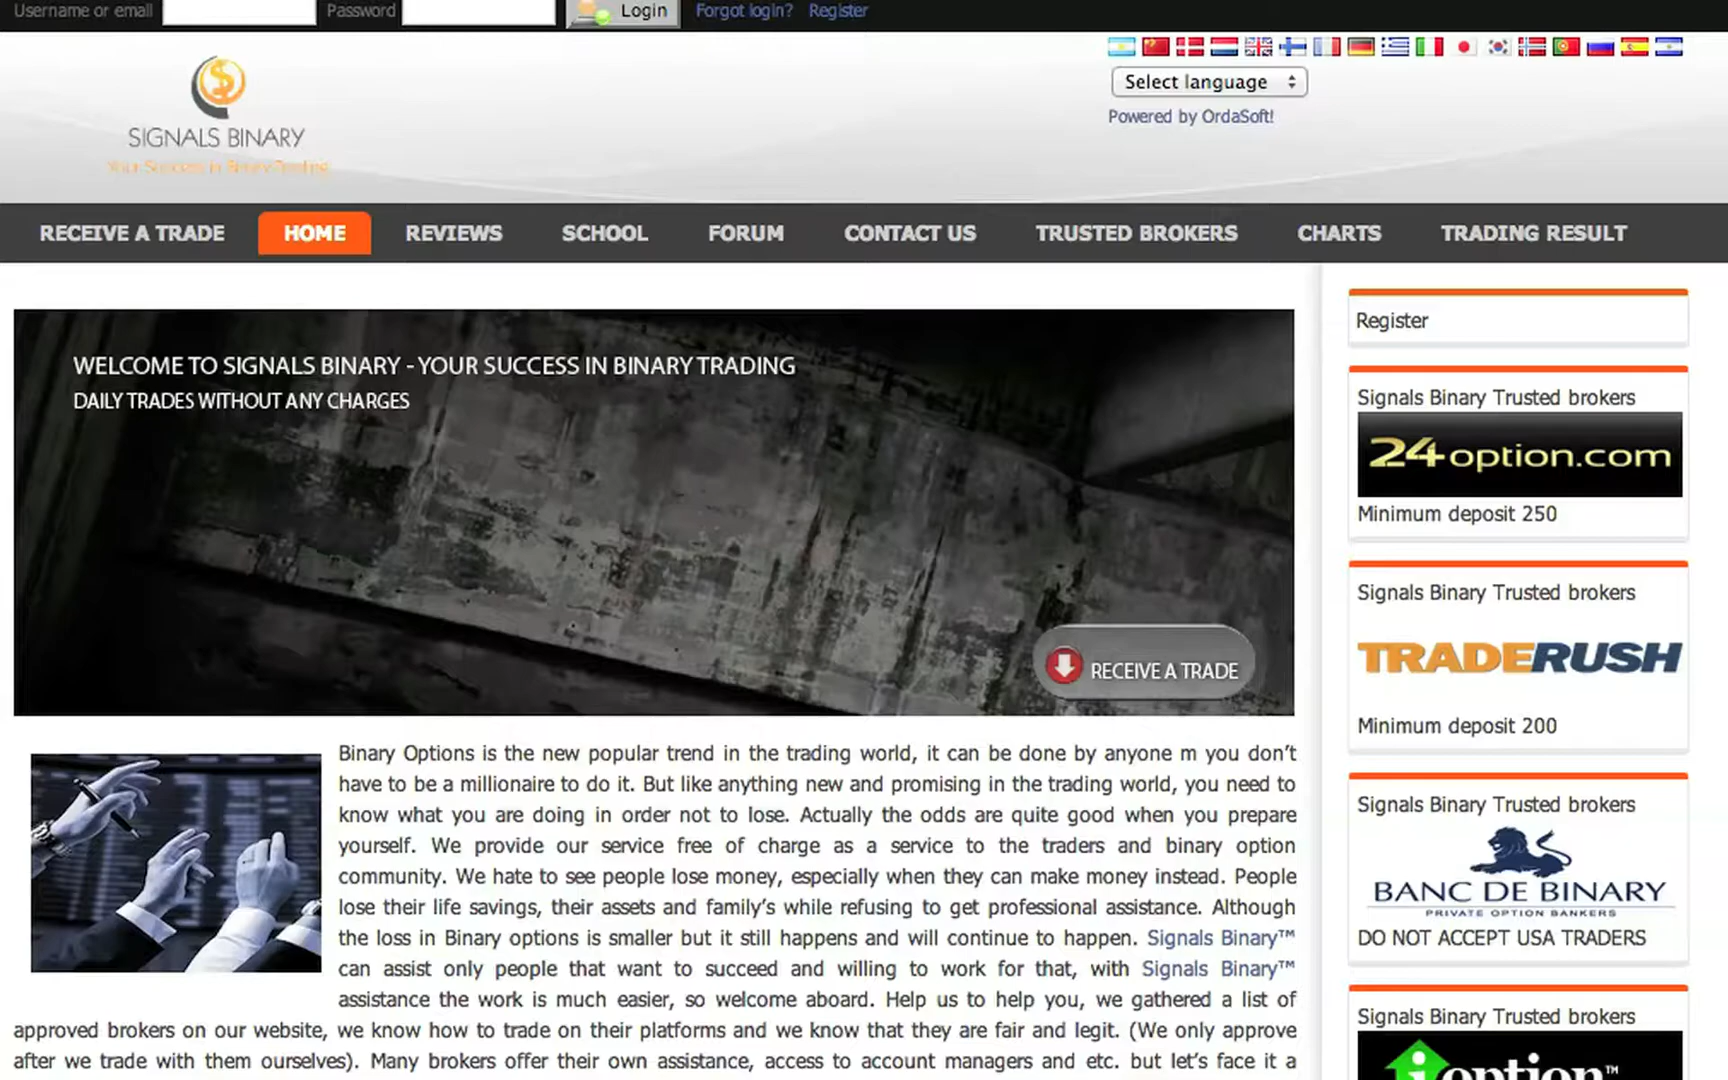 Username or email Password Login Forgot login? Register
SIGNALS BINARY
Your Success in Binary Trading
Select language
Powered by OrdaSoft!
RECEIVE A TRADE HOME REVIEWS SCHOOL FORUM CONTACT US TRUSTED BROKERS CHARTS TRADING RESULT
WELCOME TO SIGNALS BINARY - YOUR SUCCESS IN BINARY TRADING
DAILY TRADES WITHOUT ANY CHARGES
RECEIVE A TRADE
Binary Options is the new popular trend in the trading world, it can be done by anyone m you don't
have to be a millionaire to do it. But like anything new and promising in the trading world, you need to
know what you are doing in order not to lose. Actually the odds are quite good when you prepare
yourself. We provide our service free of charge as a service to the traders and binary option
community. We hate to see people lose money, especially when they can make money instead. People
lose their life savings, their assets and family's while refusing to get professional assistance. Although
the loss in Binary options is smaller but it still happens and will continue to happen. Signals Binary™
can assist only people that want to succeed and willing to work for that, with Signals Binary™
assistance the work is much easier, so welcome aboard. Help us to help you, we gathered a list of
approved brokers on our website, we know how to trade on their platforms and we know that they are fair and legit. (We only approve
after we trade with them ourselves). Many brokers offer their own assistance, access to account managers and etc. but let's face it a
Register
Signals Binary Trusted brokers
24option.com
Minimum deposit 250
Signals Binary Trusted brokers
TRADERUSH
Minimum deposit 200
Signals Binary Trusted brokers
BANC DE BINARY
PRIVATE OPTION BANKERS
DO NOT ACCEPT USA TRADERS
Signals Binary Trusted brokers
ioption™